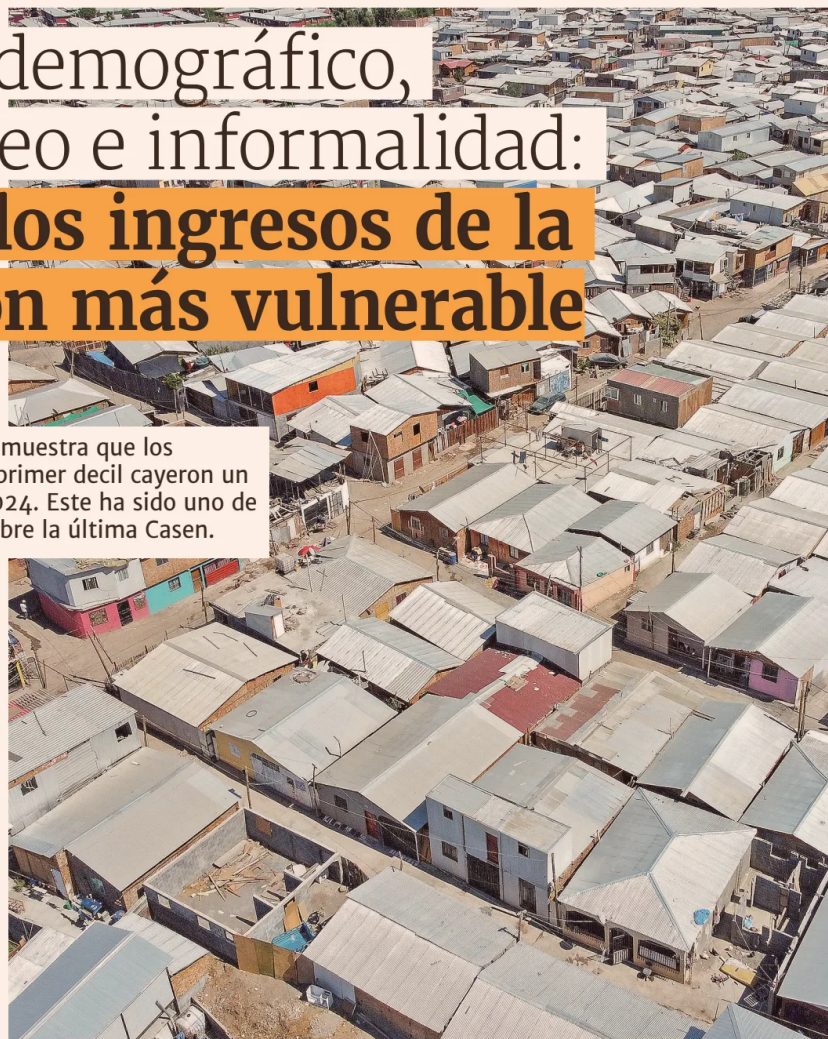 demográfico,
eo e informalidad:
los ingresos de la
ón más vulnerable
muestra que los
primer decil cayeron un
024. Este ha sido uno de
bre la última Casen.